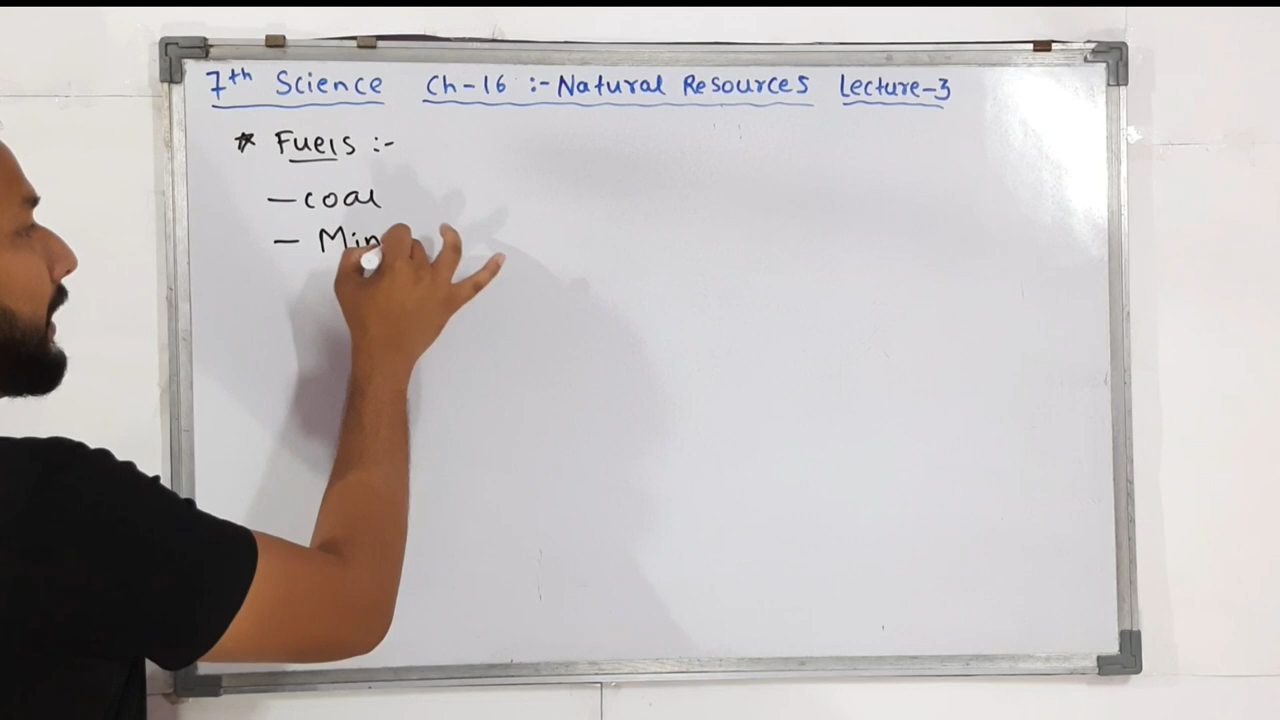 7th Science Ch-16 :- Natural Resources Lecture-3
* Fuels :-
- coal
- Min